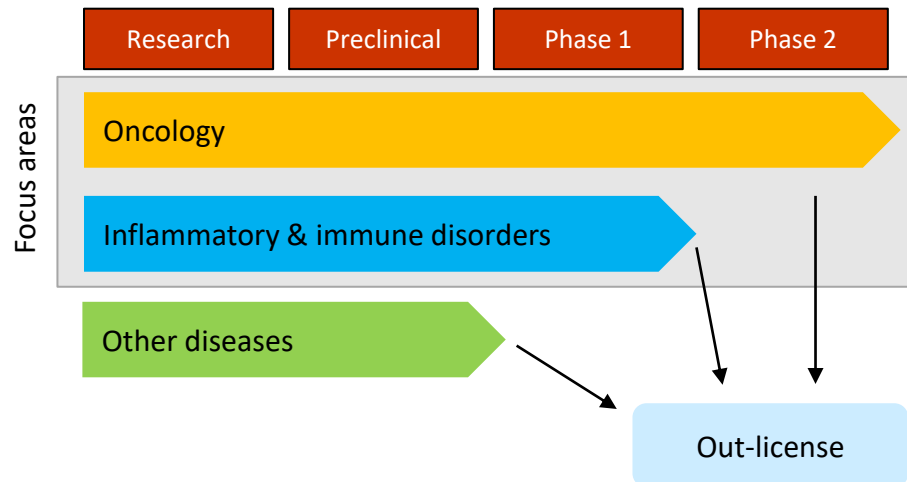 Research
Preclinical
Phase 1
Phase 2
Focus areas
Oncology
Inflammatory & immune disorders
Other diseases
Out-license